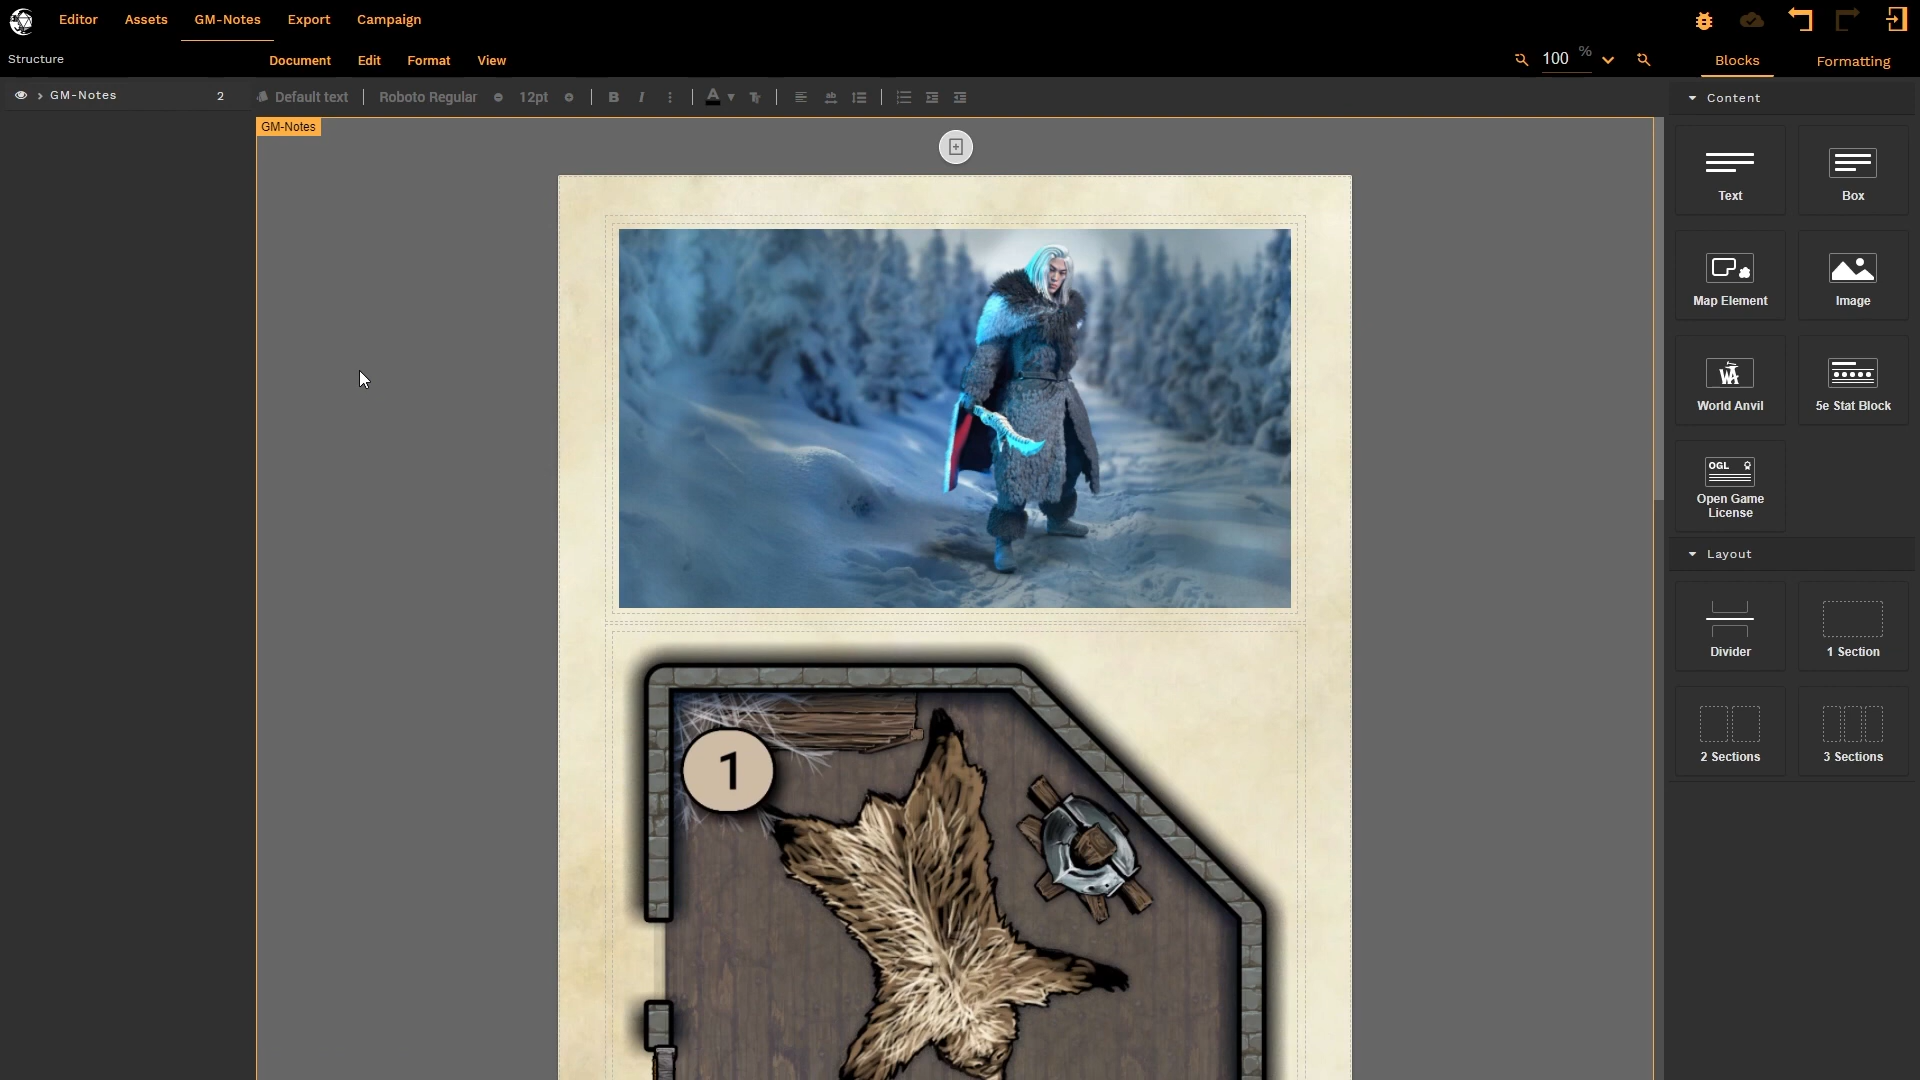 Editor Assets GM-Notes Export Campaign
Structure Document Edit Format View 100 % Blocks Formatting
GM-Notes 2 Default text Roboto Regular 12pt B I A Content
GM-Notes
Text Box
Map Element Image
WA
World Anvil 5e Stat Block
OGL
Open Game
License
Layout
Divider 1 Section
2 Sections 3 Sections
1